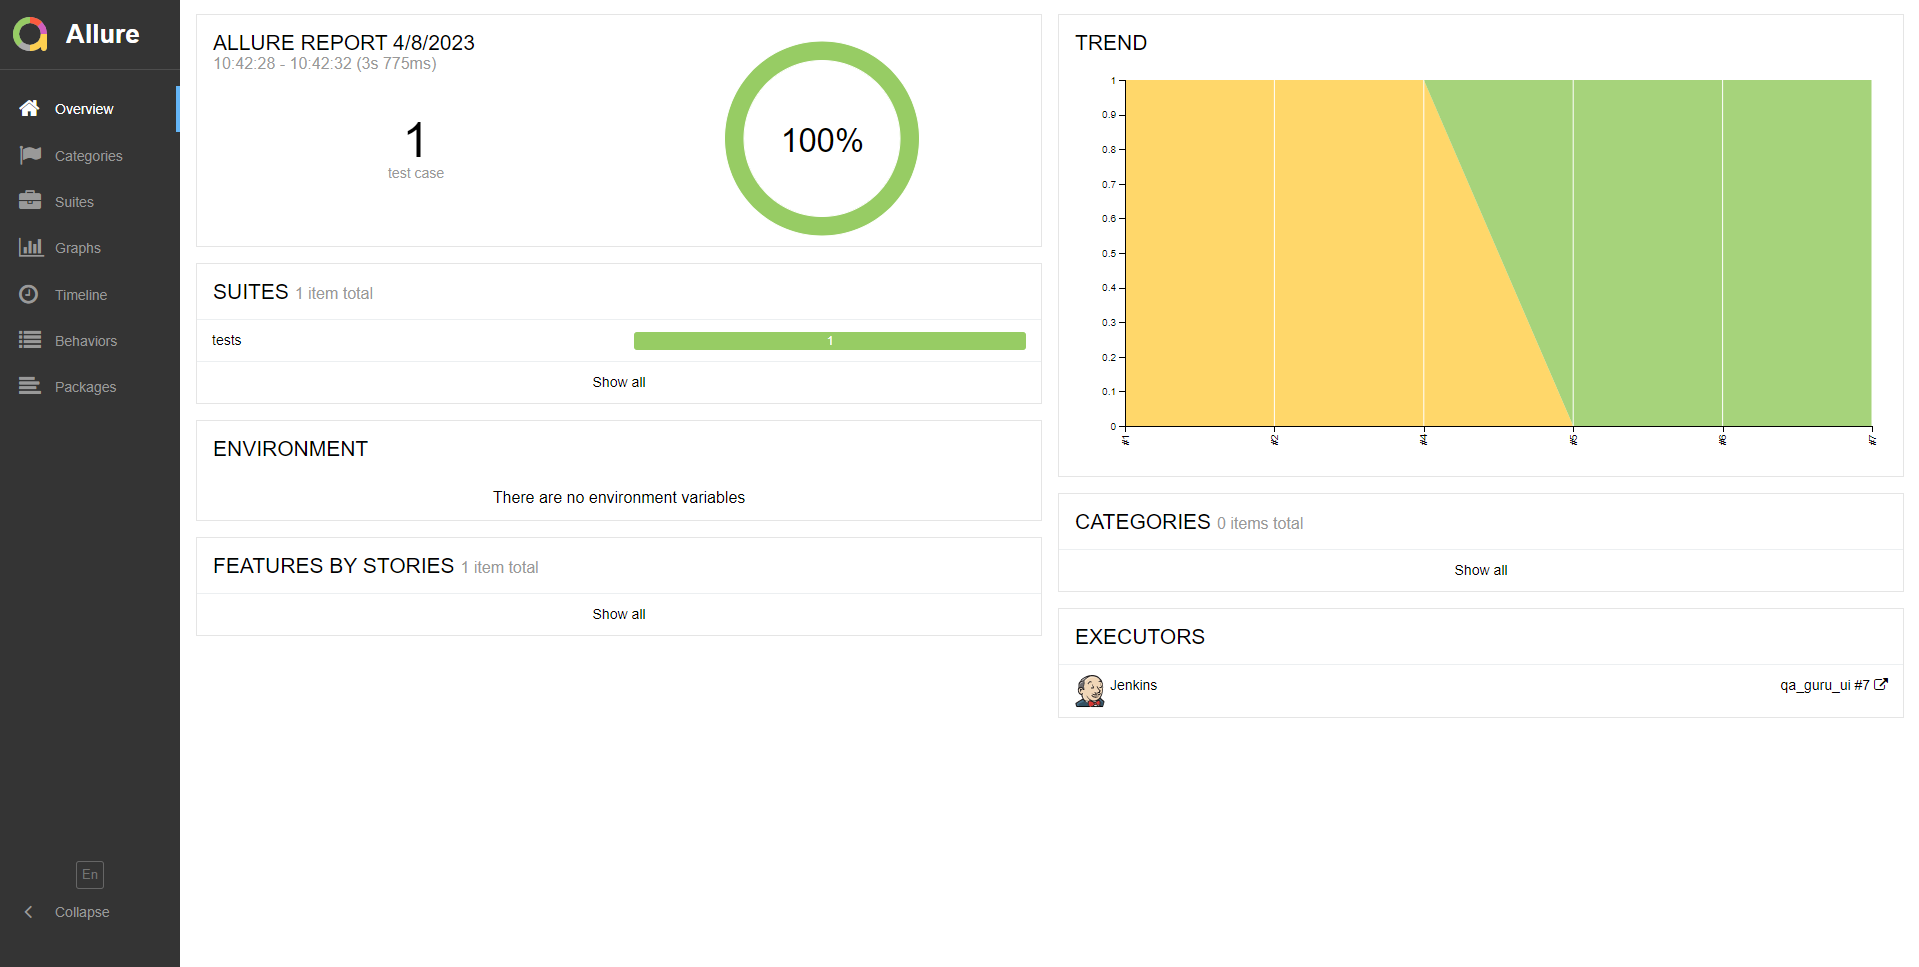 Allure
Overview
Categories
Suites
Graphs
Timeline
Behaviors
Packages
En
Collapse
ALLURE REPORT 4/8/2023
10:42:28 - 10:42:32 (3s 775ms)
1
test case
100%
SUITES 1 item total
tests 1
Show all
ENVIRONMENT
There are no environment variables
FEATURES BY STORIES 1 item total
Show all
TREND
1
0.9
0.8
0.7
0.6
0.5
0.4
0.3
0.2
0.1
0
#1 #2 #4 #5 #6 #7
CATEGORIES 0 items total
Show all
EXECUTORS
Jenkins qa_guru_ui #7